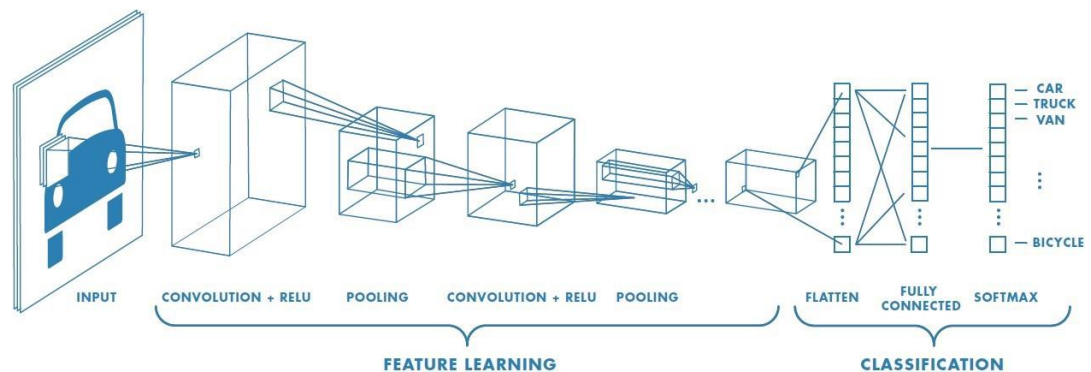 CAR
TRUCK
VAN
BICYCLE
INPUT
CONVOLUTION + RELU
POOLING
CONVOLUTION + RELU
POOLING
FLATTEN
FULLY
CONNECTED
SOFTMAX
FEATURE LEARNING
CLASSIFICATION